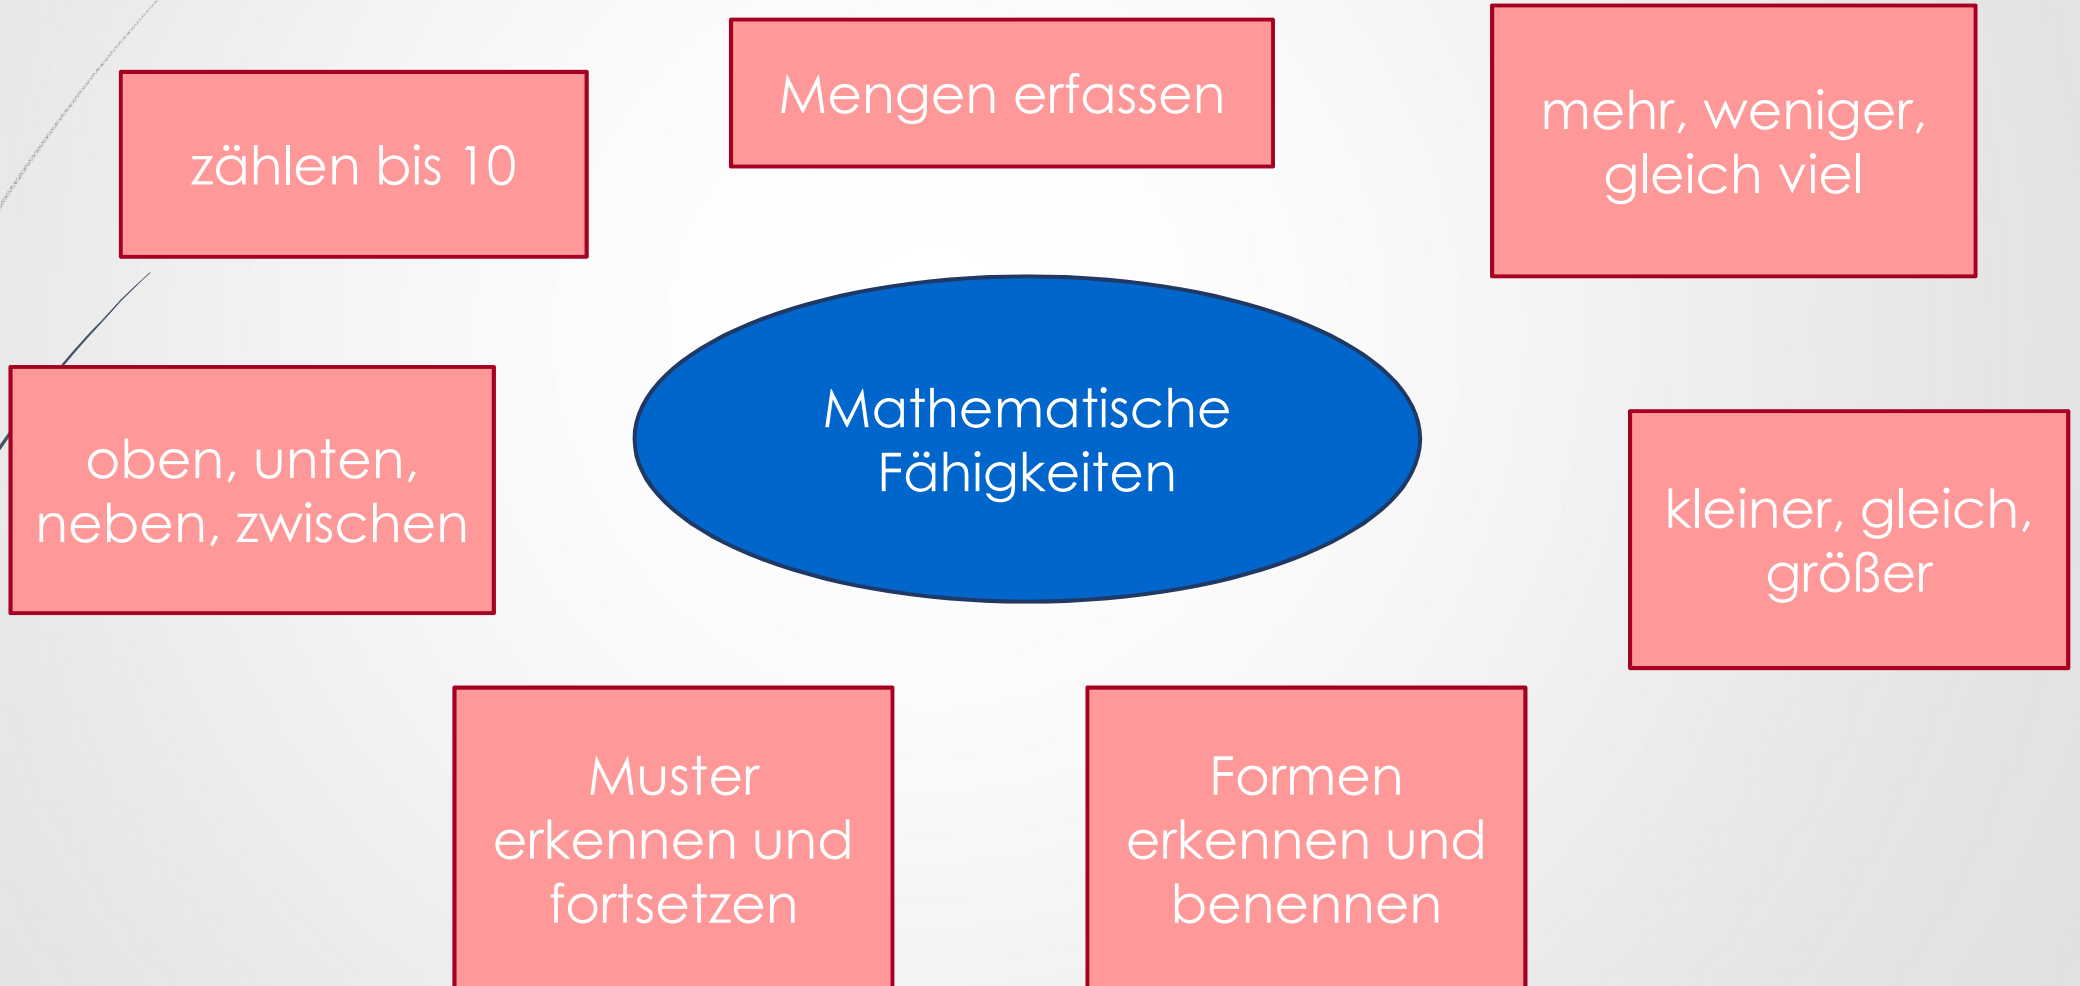 Mengen erfassen
mehr, weniger,
gleich viel
zählen bis 10
Mathematische
Fähigkeiten
oben, unten,
neben, zwischen
kleiner, gleich,
größer
Muster
erkennen und
fortsetzen
Formen
erkennen und
benennen